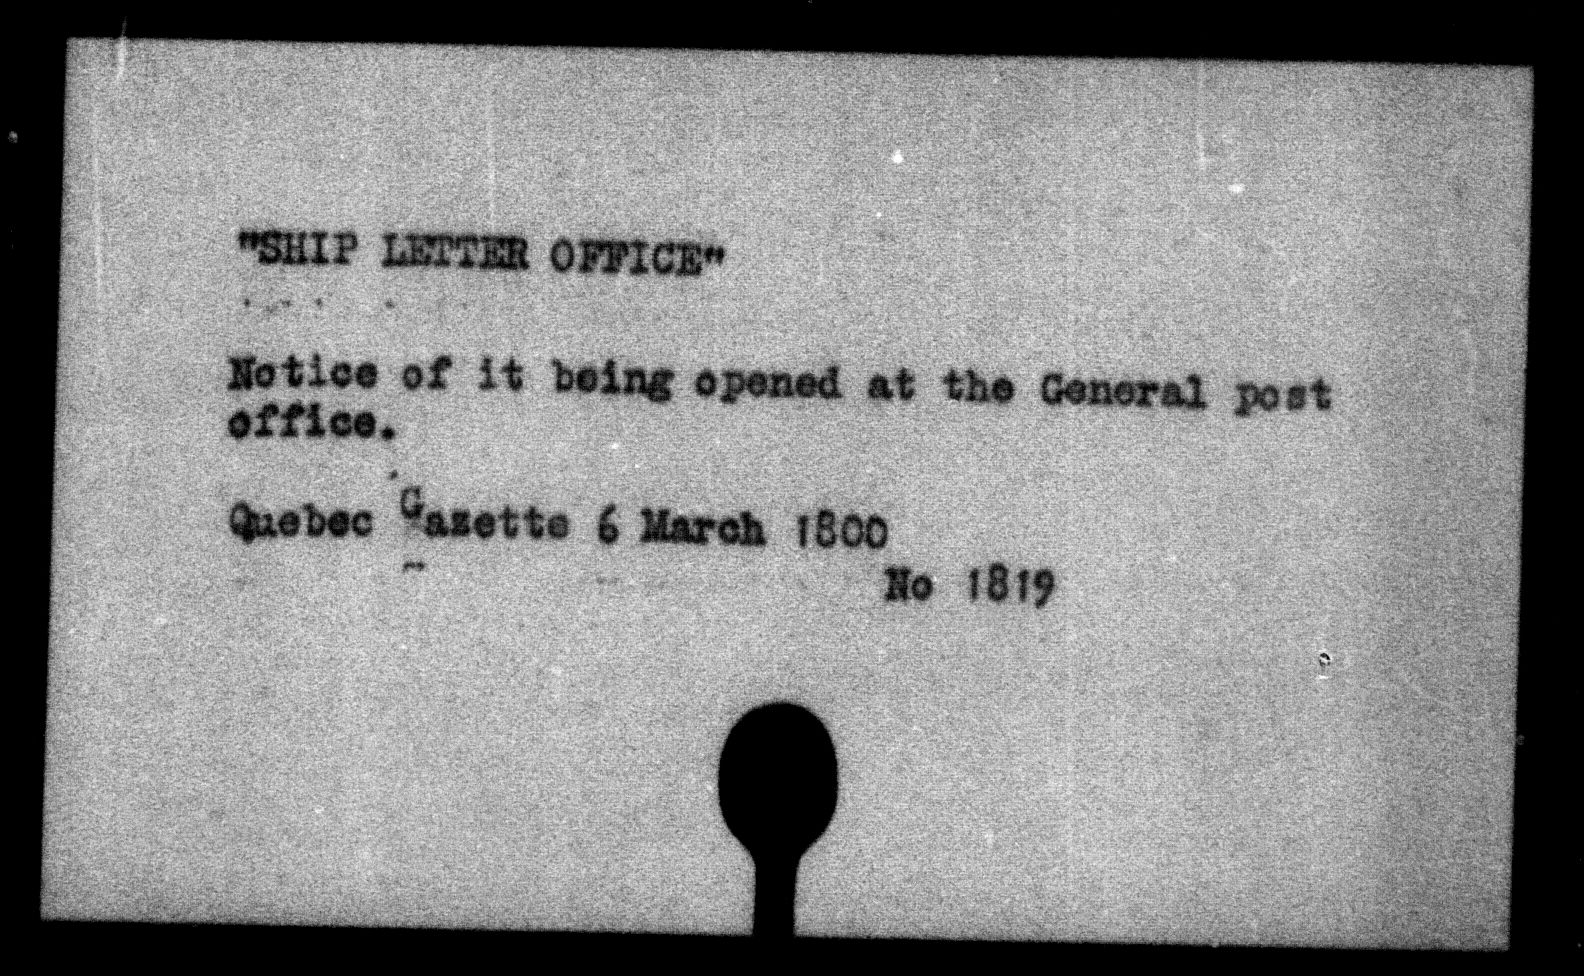 "SHIP LETTER OFFICE"
Notice of it being opened at the General post
office.
Quebec Gazette 6 March 1800
No 1819